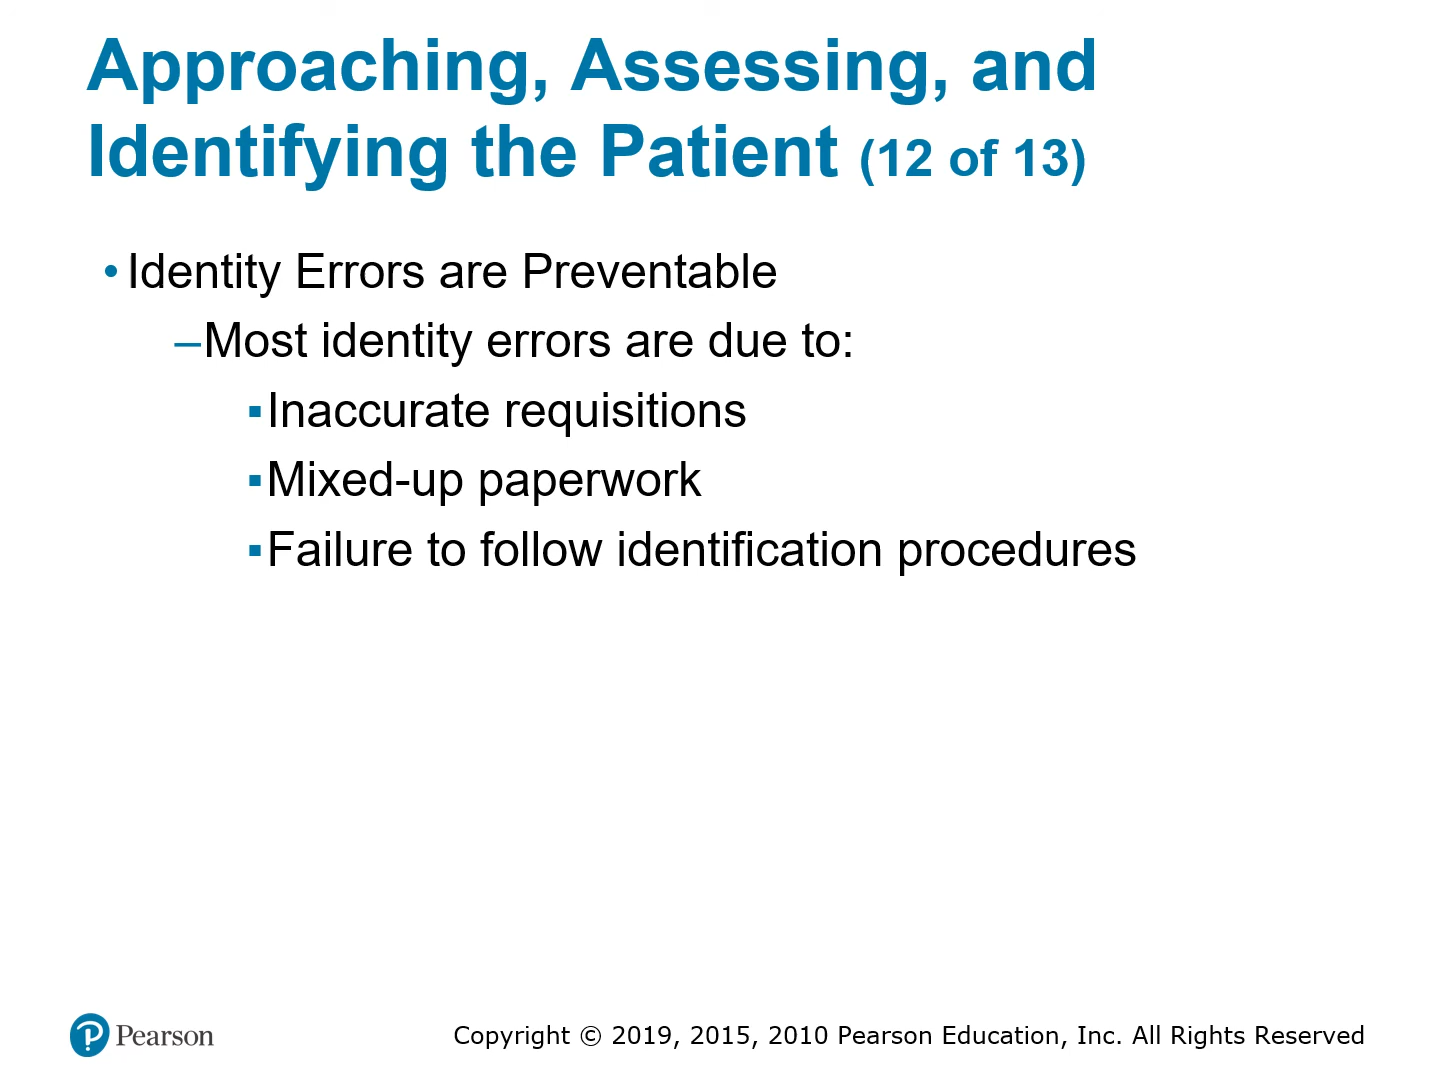 Approaching, Assessing, and
Identifying the Patient (12 of 13)
• Identity Errors are Preventable
–Most identity errors are due to:
▪Inaccurate requisitions
▪Mixed-up paperwork
▪Failure to follow identification procedures
Pearson
Copyright © 2019, 2015, 2010 Pearson Education, Inc. All Rights Reserved